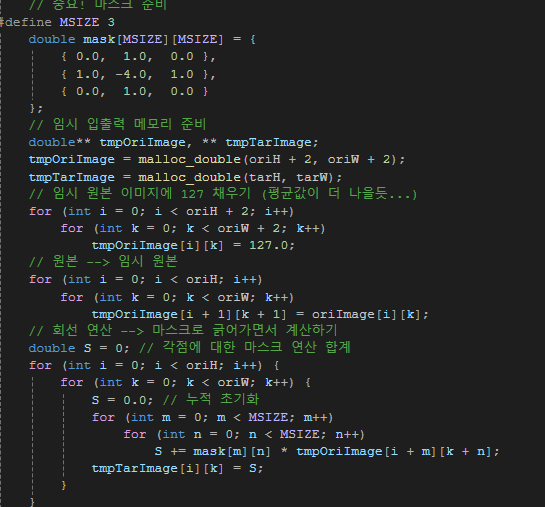 // 중요! 마스크 준비
#define MSIZE 3
double mask[MSIZE][MSIZE] = {
{ 0.0,  1.0,  0.0 },
{ 1.0, -4.0,  1.0 },
{ 0.0,  1.0,  0.0 }
};
// 임시 입출력 메모리 준비
double** tmpOriImage, ** tmpTarImage;
tmpOriImage = malloc_double(oriH + 2, oriW + 2);
tmpTarImage = malloc_double(tarH, tarW);
// 임시 원본 이미지에 127 채우기 (평균값이 더 나을듯...)
for (int i = 0; i < oriH + 2; i++)
for (int k = 0; k < oriW + 2; k++)
tmpOriImage[i][k] = 127.0;
// 원본 --> 임시 원본
for (int i = 0; i < oriH; i++)
for (int k = 0; k < oriW; k++)
tmpOriImage[i + 1][k + 1] = oriImage[i][k];
// 회선 연산 --> 마스크로 긁어가면서 계산하기
double S = 0; // 각점에 대한 마스크 연산 합계
for (int i = 0; i < oriH; i++) {
for (int k = 0; k < oriW; k++) {
S = 0.0; // 누적 초기화
for (int m = 0; m < MSIZE; m++)
for (int n = 0; n < MSIZE; n++)
S += mask[m][n] * tmpOriImage[i + m][k + n];
tmpTarImage[i][k] = S;
}
}